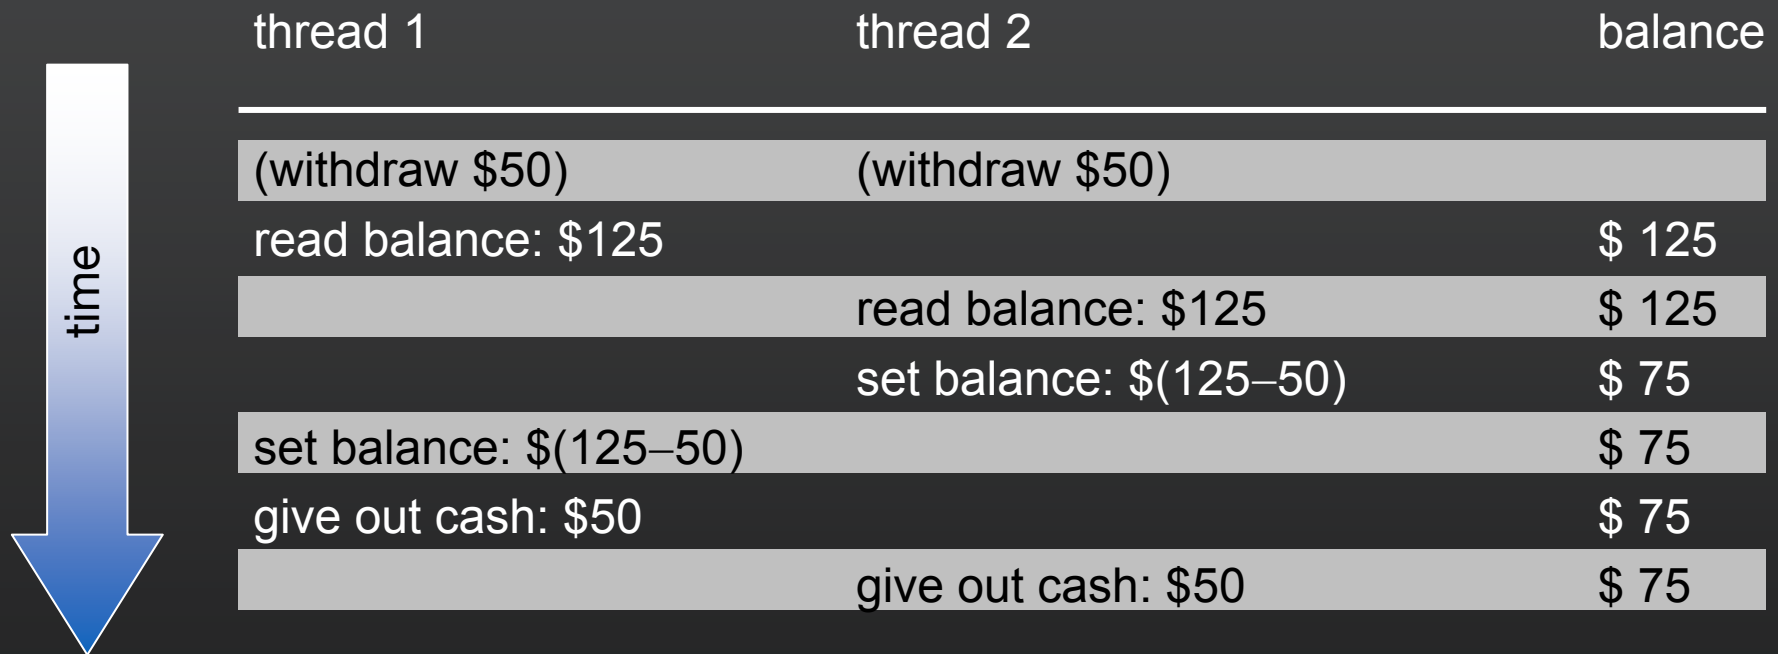 thread 1 thread 2 balance
(withdraw $50) (withdraw $50)
read balance: $125 $ 125
read balance: $125 $ 125
set balance: $(125–50) $ 75
set balance: $(125–50) $ 75
give out cash: $50 $ 75
give out cash: $50 $ 75
time